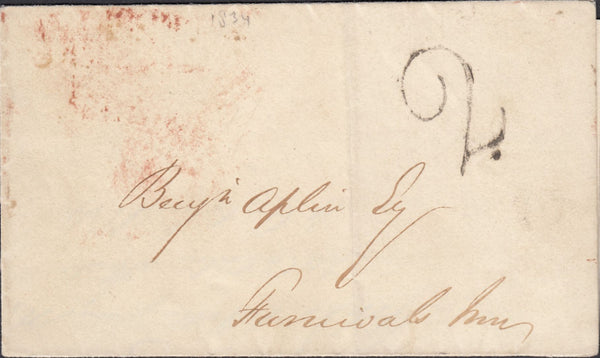 1834
2
Benjn Aplin Esq
Furnivals Inn